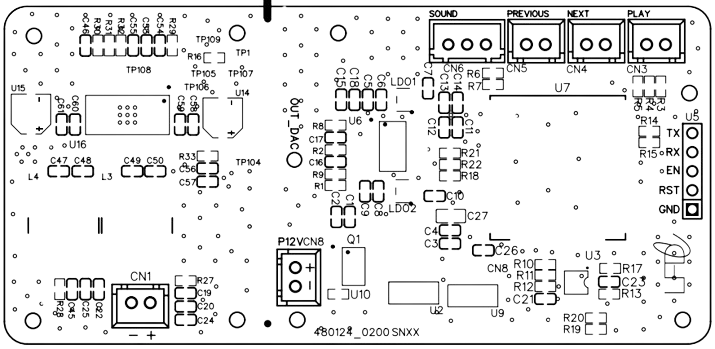 SOUND PREVIOUS NEXT PLAY
C46 R30 R31 R32 C55 C53 C54 R29
TP109
R16
TP1
TP108 TP105 TP107
TP106
CN6 CN5 CN4 CN3
R6
R7
C7
LDO1
C15 C18 C5 C6
C13 C14
U7
R5 R4 R3
U15
U14
C61 C60
C59 C58
U16
OUT_DAC
R8 U6
C17
R2
C16
R9
R1
C12 C11
R14
R15
U5
TX
RX
EN
RST
GND
C47 C48 C49 C50
R33
C56
C57
TP104
L4 L3
R21
R22
R18
C2 C1
C9 C8
LDO2
C10
C27
C4
C3
C26
P12V CN8
+
-
Q1
U10
CN8
R10
R11
R12
C21
U3
R17
C23
R13
CN1
- +
R28 C45 C25 C22
R27
C19
C20
C24
U2 U9
R20
R19
480124_0200 SNXX